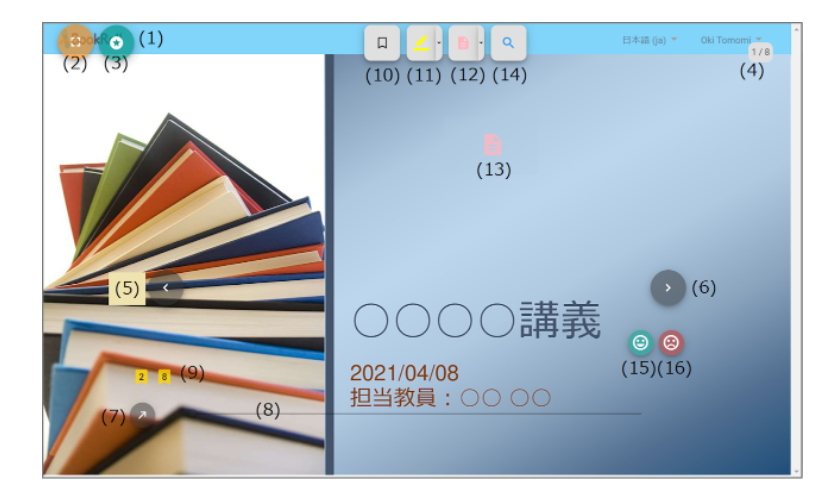 (1)
日本語 (ja)
Oki Tomomi
1 / 8
(2) (3)
(10) (11) (12) (14)
(4)
(13)
(5)
(6)
○○○○講義
(15)(16)
2 8 (9)
2021/04/08
担当教員：○○ ○○
(7)
(8)